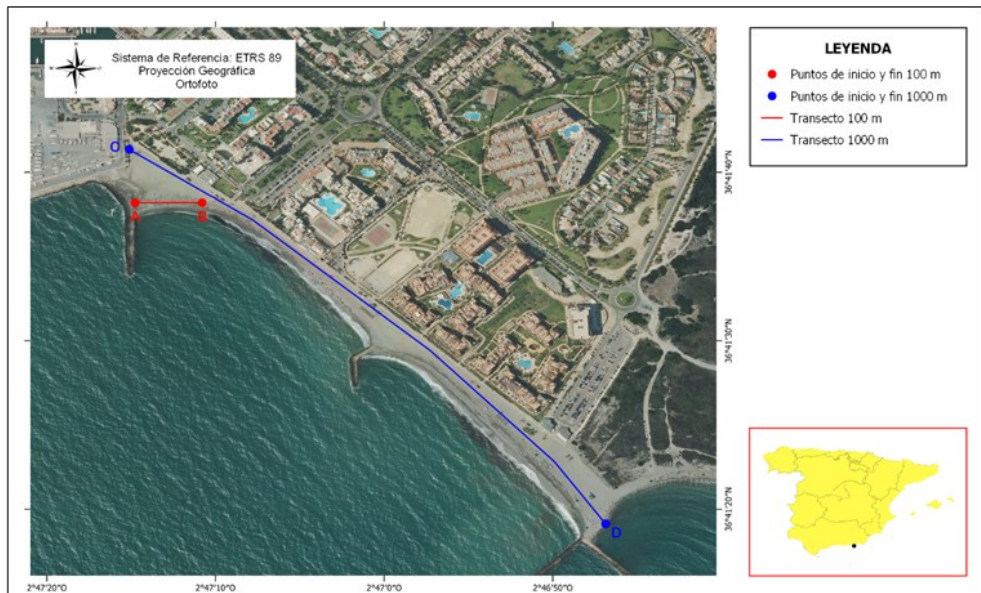 Sistema de Referencia: ETRS 89
Proyección Geográfica
Ortofoto
C
A
B
D
36°41'40"N
36°41'30"N
36°41'20"N
2°47'20"O
2°47'10"O
2°47'0"O
2°46'50"O
LEYENDA
Puntos de inicio y fin 100 m
Puntos de inicio y fin 1000 m
Transecto 100 m
Transecto 1000 m